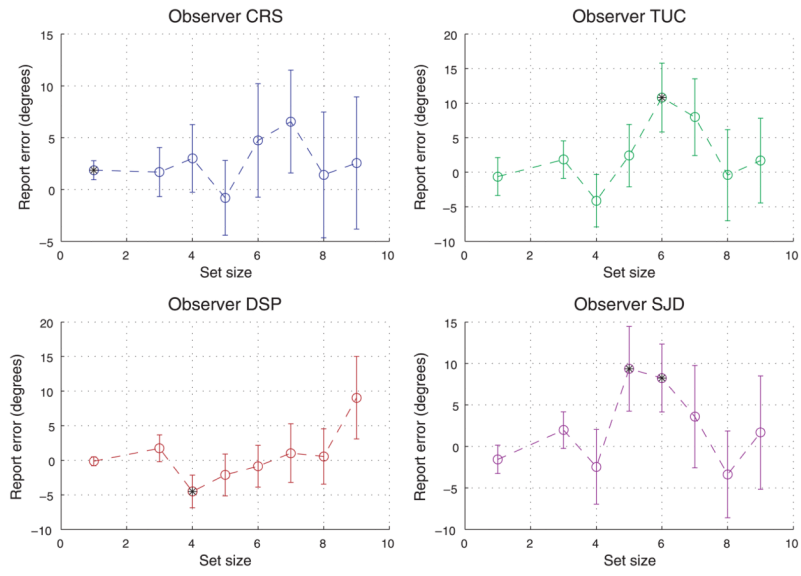 Observer CRS
Report error (degrees)
15
10
5
0
−5
0 2 4 6 8 10
Set size
Observer TUC
Report error (degrees)
20
15
10
5
0
−5
−10
0 2 4 6 8 10
Set size
Observer DSP
Report error (degrees)
20
15
10
5
0
−5
−10
0 2 4 6 8 10
Set size
Observer SJD
Report error (degrees)
15
10
5
0
−5
−10
0 2 4 6 8 10
Set size